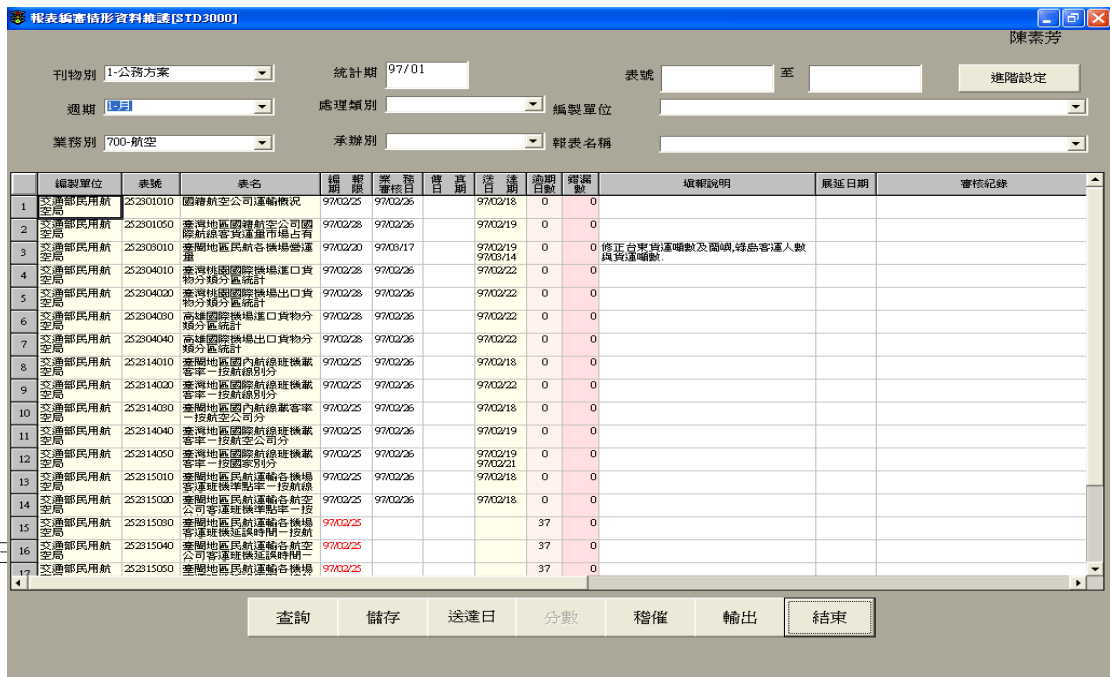 報表編審情形資料維護[STD3000]
陳素芳
刊物別 1-公務方案 統計期 97/01 表號 至 進階設定
週期 1-月 處理類別 編製單位
業務別 700-航空 承辦別 報表名稱
編製單位 表號 表名 編報期限 業務審核日 傳真日期 送達日期 逾期日數 錯漏數 填報說明 展延日期 審核紀錄
1 交通部民用航空局 252301010 國籍航空公司運輸概況 97/02/25 97/02/26 97/02/18 0 0
2 交通部民用航空局 252301050 臺灣地區國籍航空公司國際航線客貨運量市場占有 97/02/28 97/02/26 97/02/19 0 0
3 交通部民用航空局 252303010 臺閩地區民航各機場營運量 97/02/20 97/03/17 97/02/19 97/03/14 0 0 修正台東貨運噸數及蘭嶼,綠島客運人數與貨運噸數.
4 交通部民用航空局 252304010 臺灣桃園國際機場進口貨物分類分區統計 97/02/28 97/02/26 97/02/22 0 0
5 交通部民用航空局 252304020 臺灣桃園國際機場出口貨物分類分區統計 97/02/28 97/02/26 97/02/22 0 0
6 交通部民用航空局 252304030 高雄國際機場進口貨物分類分區統計 97/02/28 97/02/26 97/02/22 0 0
7 交通部民用航空局 252304040 高雄國際機場出口貨物分類分區統計 97/02/28 97/02/26 97/02/22 0 0
8 交通部民用航空局 252314010 臺閩地區國內航線班機載客率－按航線別分 97/02/25 97/02/26 97/02/18 0 0
9 交通部民用航空局 252314020 臺灣地區國際航線班機載客率－按航線別分 97/02/25 97/02/26 97/02/22 0 0
10 交通部民用航空局 252314030 臺閩地區國內航線載客率－按航空公司分 97/02/25 97/02/26 97/02/18 0 0
11 交通部民用航空局 252314040 臺灣地區國際航線班機載客率－按航空公司分 97/02/25 97/02/26 97/02/19 0 0
12 交通部民用航空局 252314050 臺灣地區國際航線班機載客率－按國家別分 97/02/25 97/02/26 97/02/19 97/02/21 0 0
13 交通部民用航空局 252315010 臺閩地區民航運輸各機場客運班機準點率－按航線 97/02/25 97/02/26 97/02/18 0 0
14 交通部民用航空局 252315020 臺閩地區民航運輸各航空公司客運班機準點率－按 97/02/25 97/02/26 97/02/18 0 0
15 交通部民用航空局 252315030 臺閩地區民航運輸各機場客運班機延誤時間－按航 97/02/25 37 0
16 交通部民用航空局 252315040 臺閩地區民航運輸各航空公司客運班機延誤時間－ 97/02/25 37 0
17 交通部民用航 252315050 臺閩地區民航運輸各機場 97/02/25 37 0
查詢 儲存 送達日 分數 稽催 輸出 結束